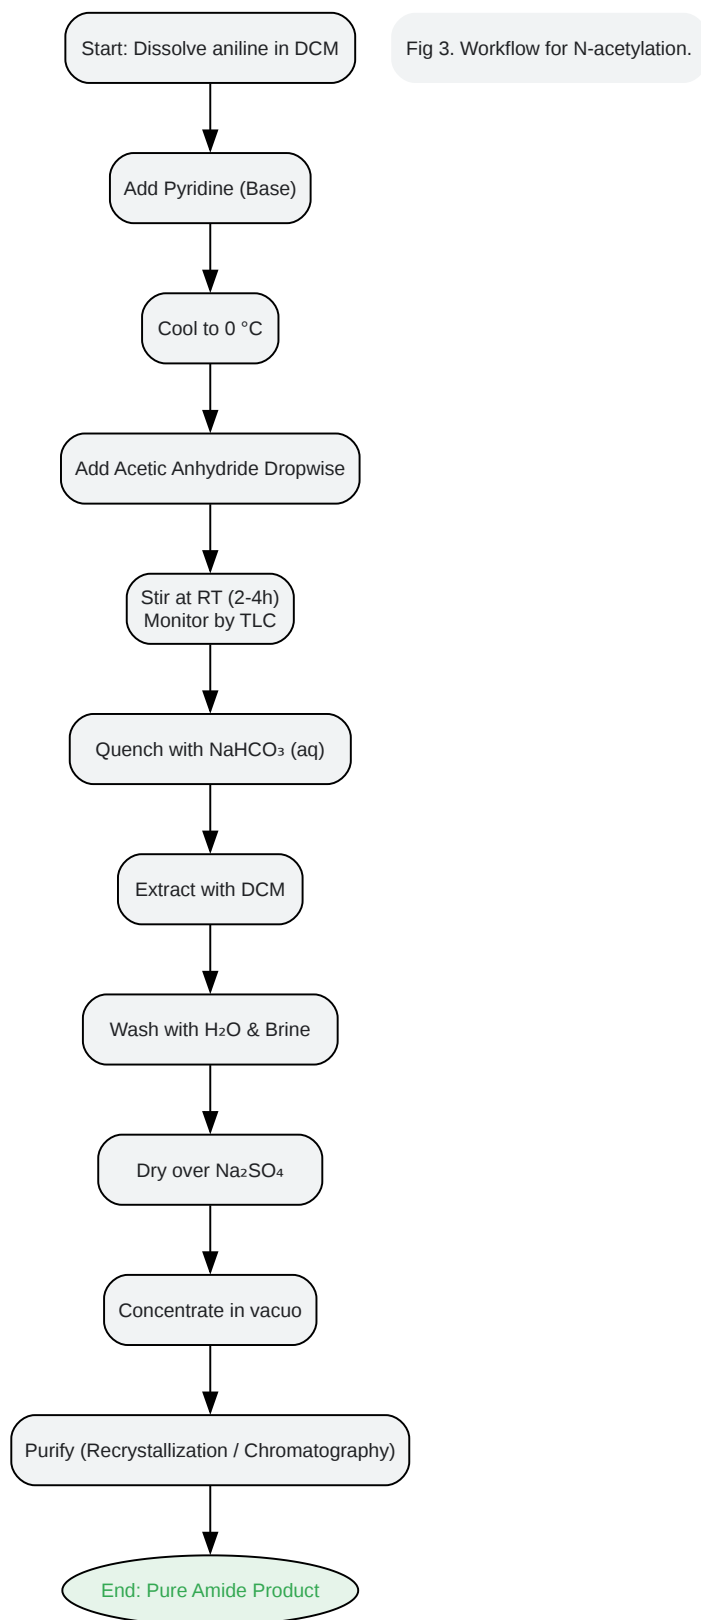 Start: Dissolve aniline in DCM
Fig 3. Workflow for N-acetylation.
Add Pyridine (Base)
Cool to 0 °C
Add Acetic Anhydride Dropwise
Stir at RT (2-4h)
Monitor by TLC
Quench with NaHCO₃ (aq)
Extract with DCM
Wash with H₂O & Brine
Dry over Na₂SO₄
Concentrate in vacuo
Purify (Recrystallization / Chromatography)
End: Pure Amide Product